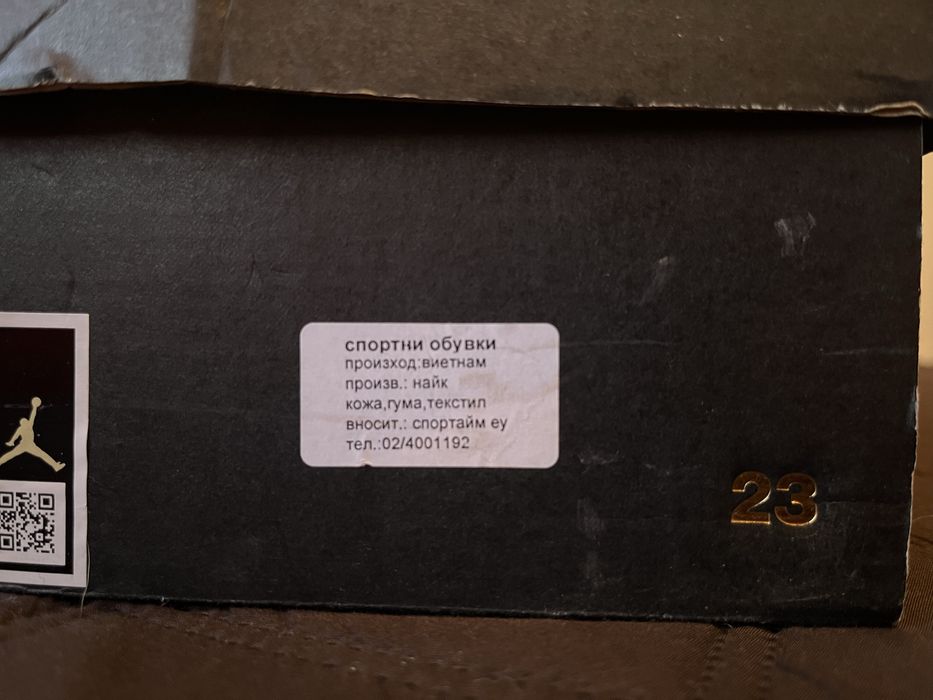 спортни обувки
произход:виетнам
произв.: найк
кожа,гума,текстил
вносит.: спортайм еу
тел.:02/4001192
23